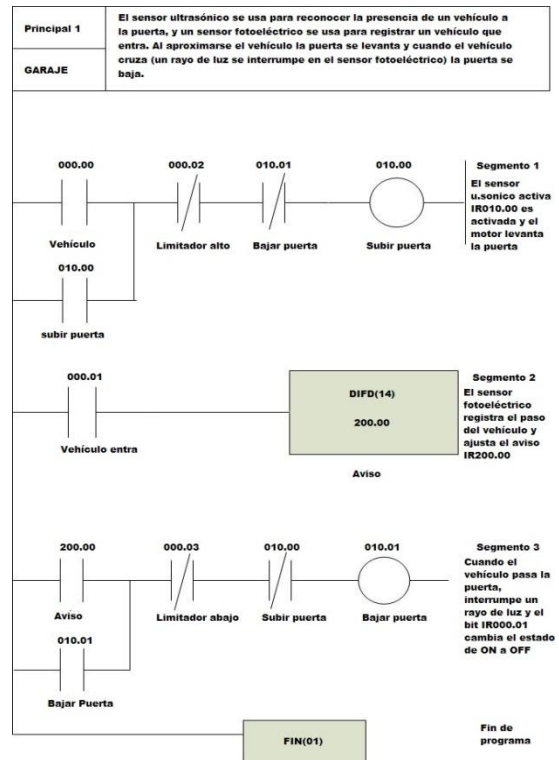 Principal 1
GARAJE
El sensor ultrasónico se usa para reconocer la presencia de un vehículo a
la puerta, y un sensor fotoeléctrico se usa para registrar un vehículo que
entra. Al aproximarse el vehículo la puerta se levanta y cuando el vehículo
cruza (un rayo de luz se interrumpe en el sensor fotoeléctrico) la puerta se
baja.
000.00
000.02
010.01
010.00
Segmento 1
Vehículo
Limitador alto
Bajar puerta
Subir puerta
El sensor
u.sonico activa
IR010.00 es
activada y el
motor levanta
la puerta
010.00
subir puerta
000.01
Vehículo entra
DIFD(14)
200.00
Aviso
Segmento 2
El sensor
fotoeléctrico
registra el paso
del vehículo y
ajusta el aviso
IR200.00
200.00
000.03
010.00
010.01
Segmento 3
Avíso
Limitador abajo
Subir puerta
Bajar puerta
Cuando el
vehículo pasa la
puerta,
interrumpe un
rayo de luz y el
bit IR000.01
cambia el estado
de ON a OFF
010.01
Bajar Puerta
FIN(01)
Fin de
programa